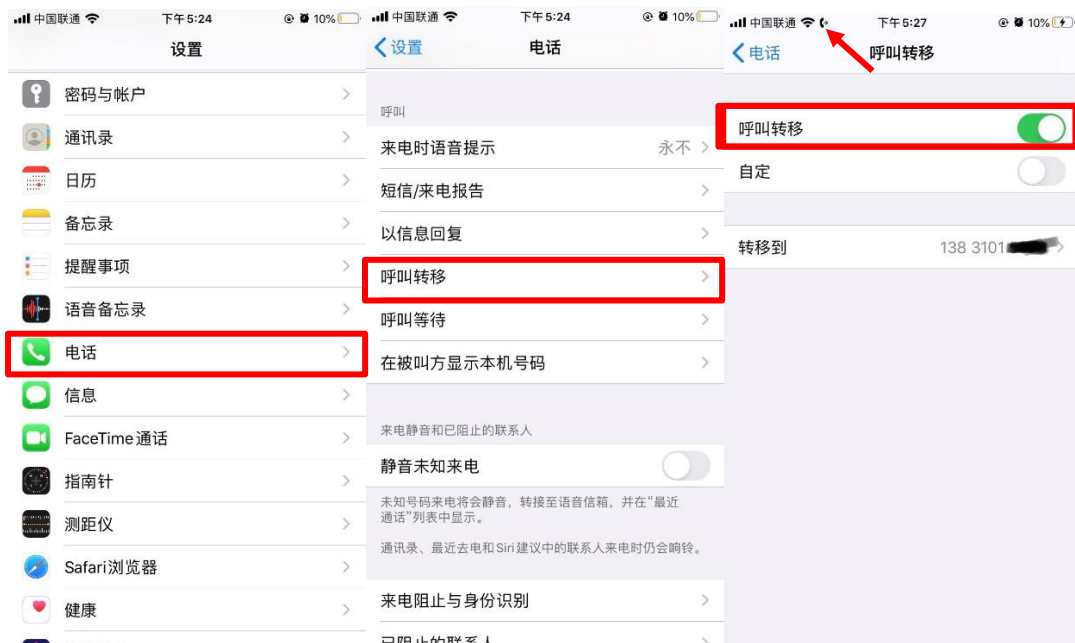 中国联通 下午5:24 10%
设置
密码与帐户
通讯录
日历
备忘录
提醒事项
语音备忘录
电话
信息
FaceTime通话
指南针
测距仪
Safari浏览器
健康
中国联通 下午5:24 10%
设置 电话
呼叫
来电时语音提示 永不
短信/来电报告
以信息回复
呼叫转移
呼叫等待
在被叫方显示本机号码
来电静音和已阻止的联系人
静音未知来电
未知号码来电将会静音，转接至语音信箱，并在“最近
通话”列表中显示。
通讯录、最近去电和Siri建议中的联系人来电时仍会响铃。
来电阻止与身份识别
已阻止的联系人
中国联通 下午5:27 10%
电话 呼叫转移
呼叫转移
自定
转移到 138 3101